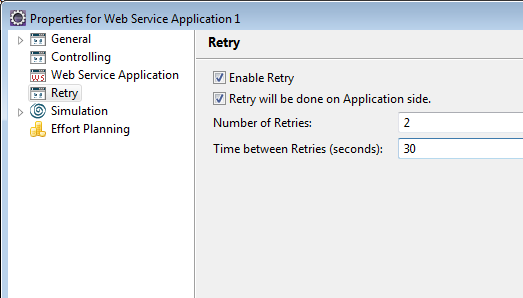 Properties for Web Service Application 1
General
Controlling
Web Service Application
Retry
Simulation
Effort Planning
Retry
Enable Retry
Retry will be done on Application side.
Number of Retries: 2
Time between Retries (seconds): 30